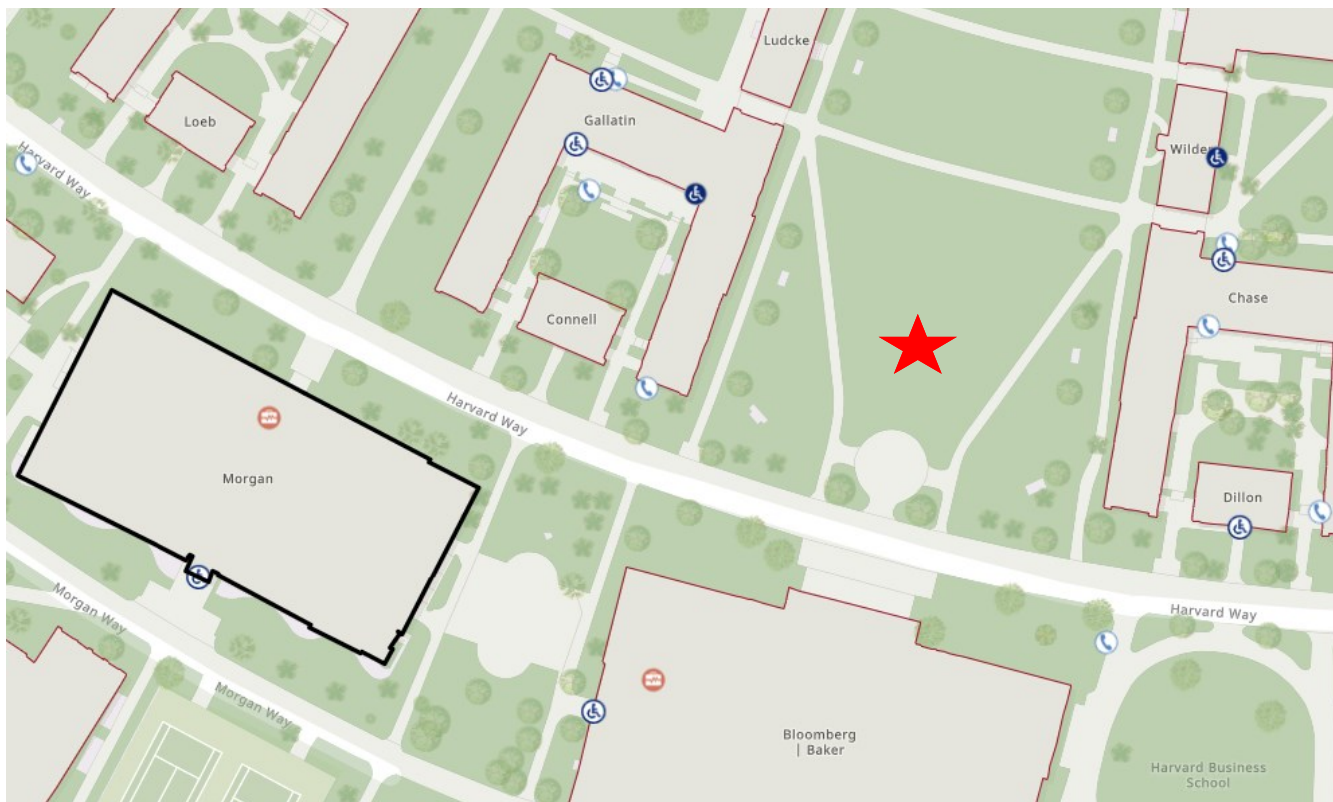 Ludcke
Loeb
Gallatin
Wilder
Harvard Way
Chase
Connell
Harvard Way
Morgan
Dillon
Morgan Way
Harvard Way
Morgan Way
Bloomberg
| Baker
Harvard Business
School